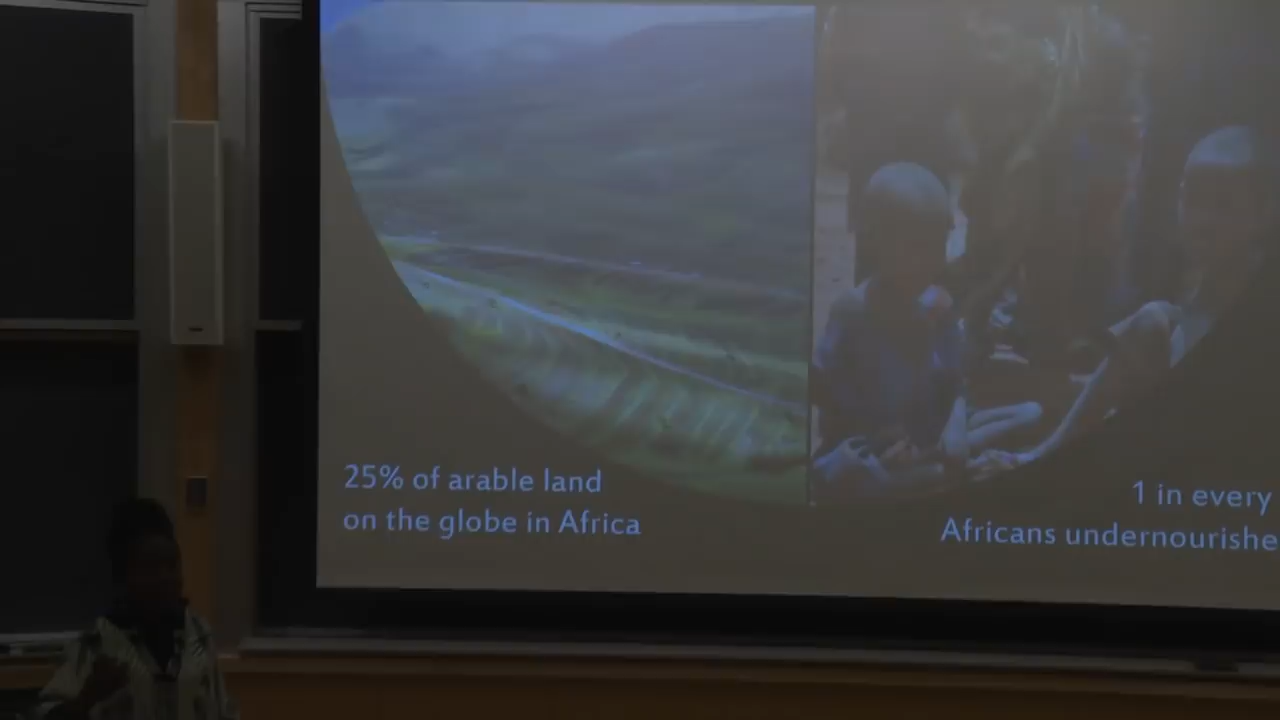 25% of arable land
on the globe in Africa
1 in every
Africans undernourishe